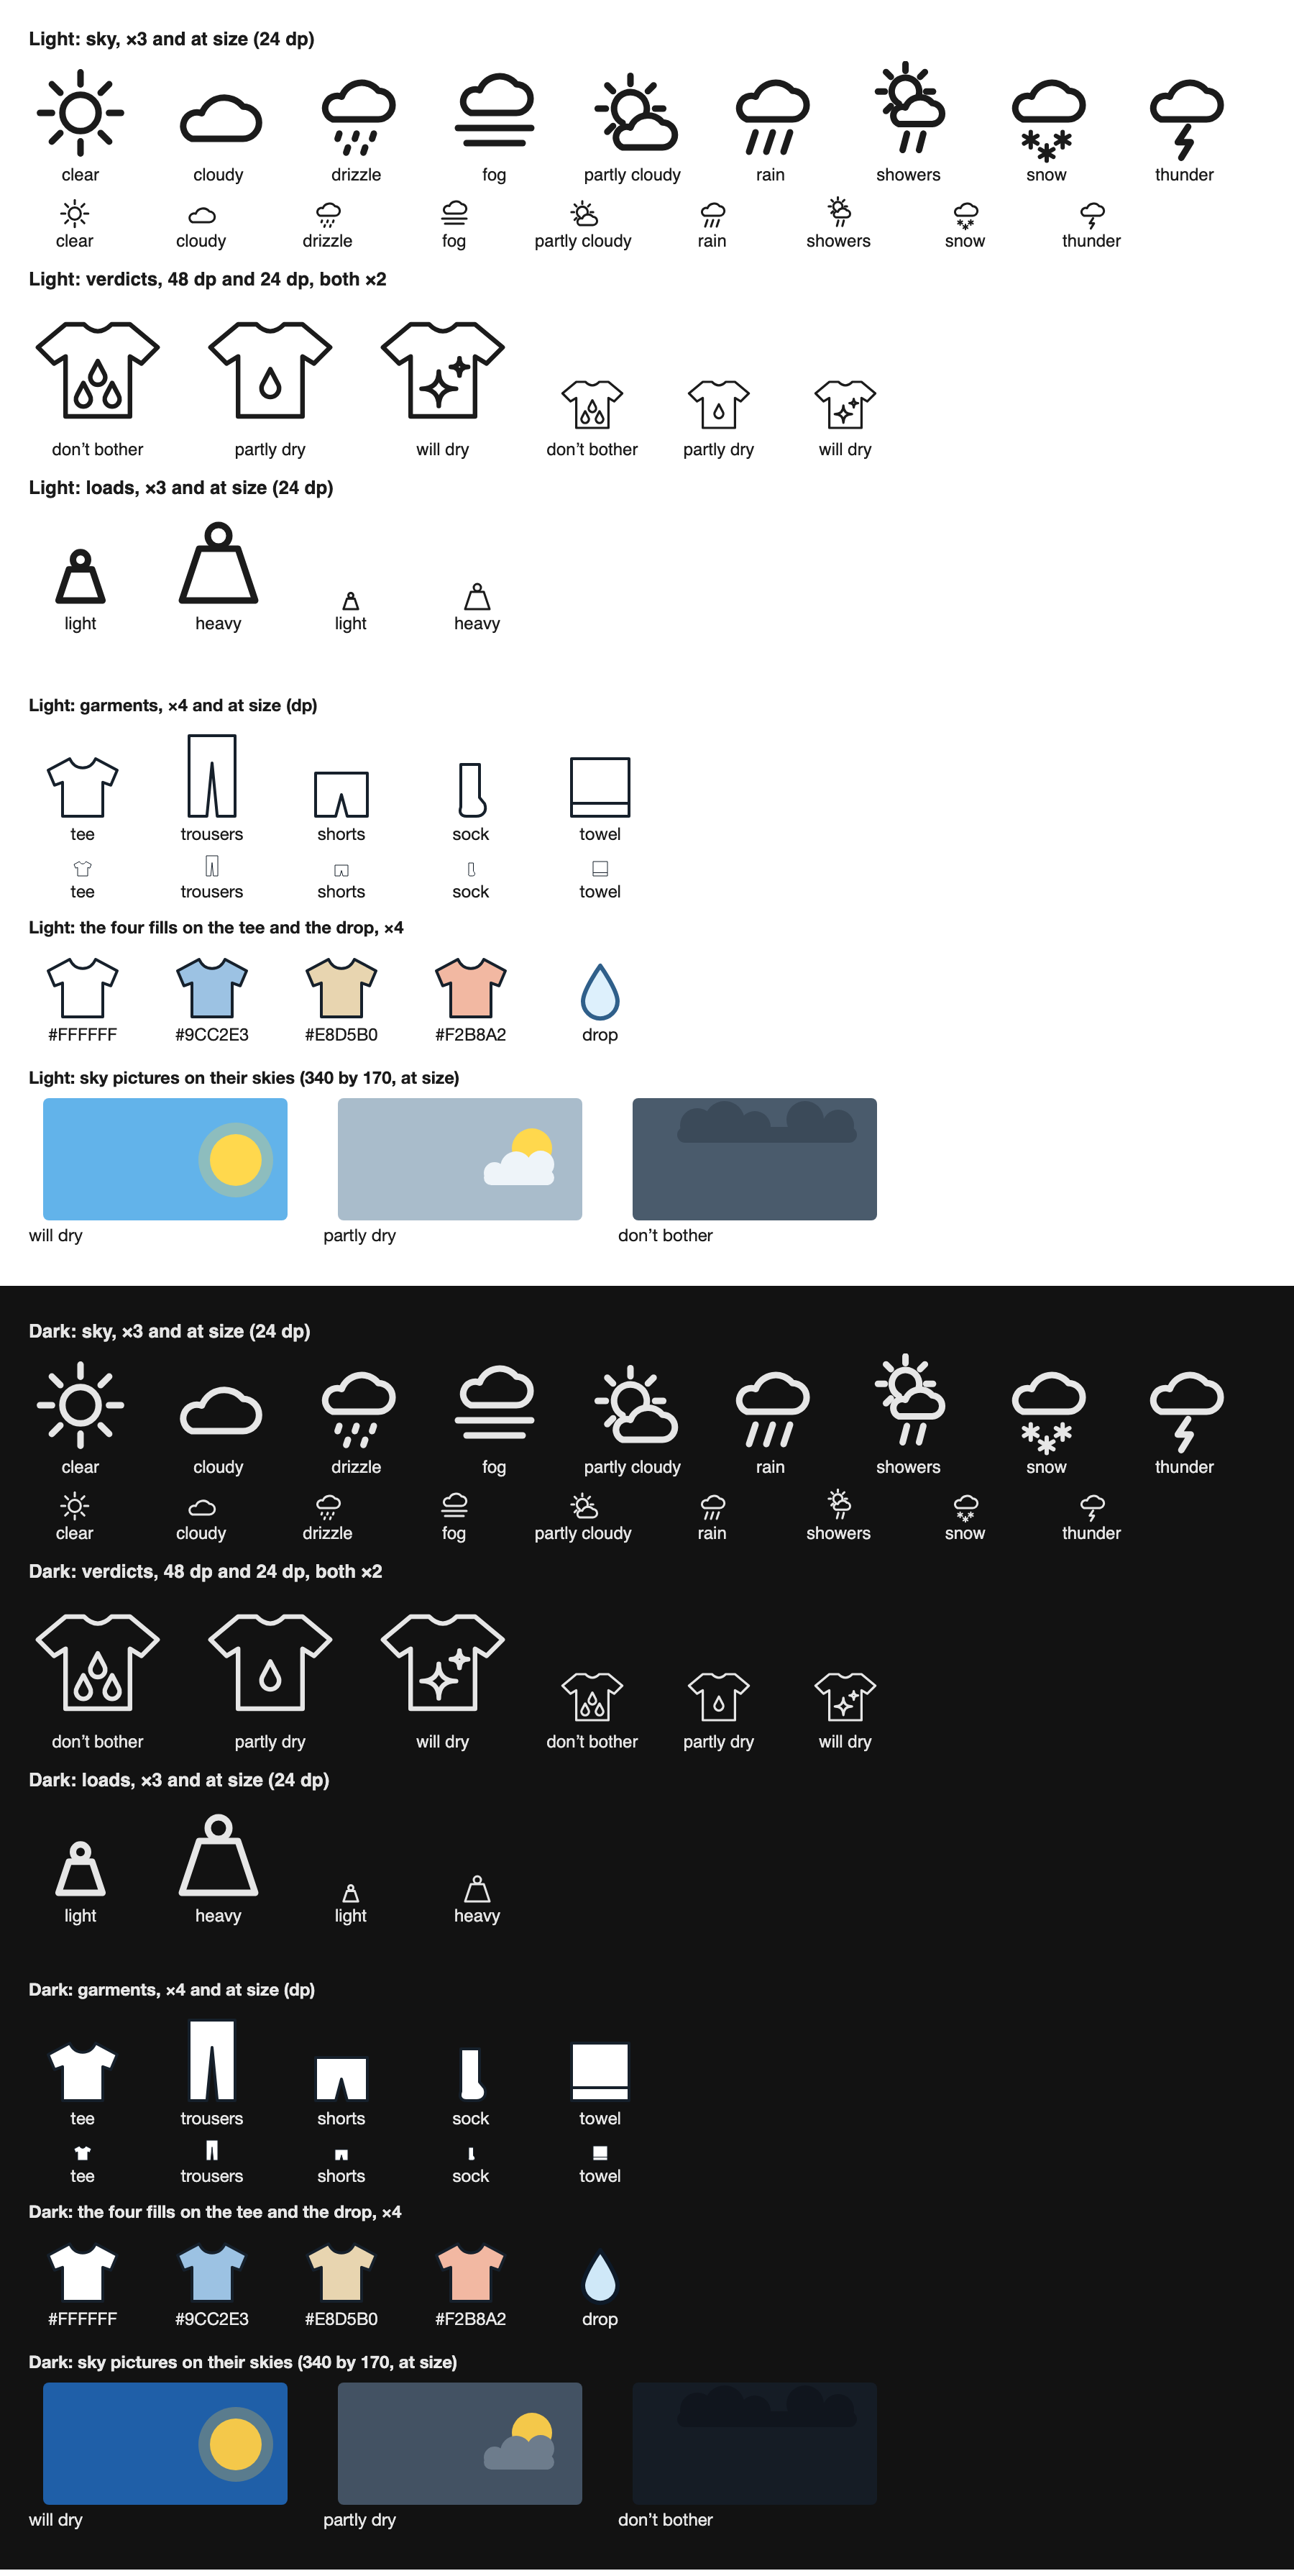 Light: sky, ×3 and at size (24 dp)
clear cloudy drizzle fog partly cloudy rain showers snow thunder
clear cloudy drizzle fog partly cloudy rain showers snow thunder
Light: verdicts, 48 dp and 24 dp, both ×2
don’t bother partly dry will dry don’t bother partly dry will dry
Light: loads, ×3 and at size (24 dp)
light heavy light heavy
Light: garments, ×4 and at size (dp)
tee trousers shorts sock towel
tee trousers shorts sock towel
Light: the four fills on the tee and the drop, ×4
#FFFFFF #9CC2E3 #E8D5B0 #F2B8A2 drop
Light: sky pictures on their skies (340 by 170, at size)
will dry partly dry don’t bother
Dark: sky, ×3 and at size (24 dp)
clear cloudy drizzle fog partly cloudy rain showers snow thunder
clear cloudy drizzle fog partly cloudy rain showers snow thunder
Dark: verdicts, 48 dp and 24 dp, both ×2
don’t bother partly dry will dry don’t bother partly dry will dry
Dark: loads, ×3 and at size (24 dp)
light heavy light heavy
Dark: garments, ×4 and at size (dp)
tee trousers shorts sock towel
tee trousers shorts sock towel
Dark: the four fills on the tee and the drop, ×4
#FFFFFF #9CC2E3 #E8D5B0 #F2B8A2 drop
Dark: sky pictures on their skies (340 by 170, at size)
will dry partly dry don’t bother